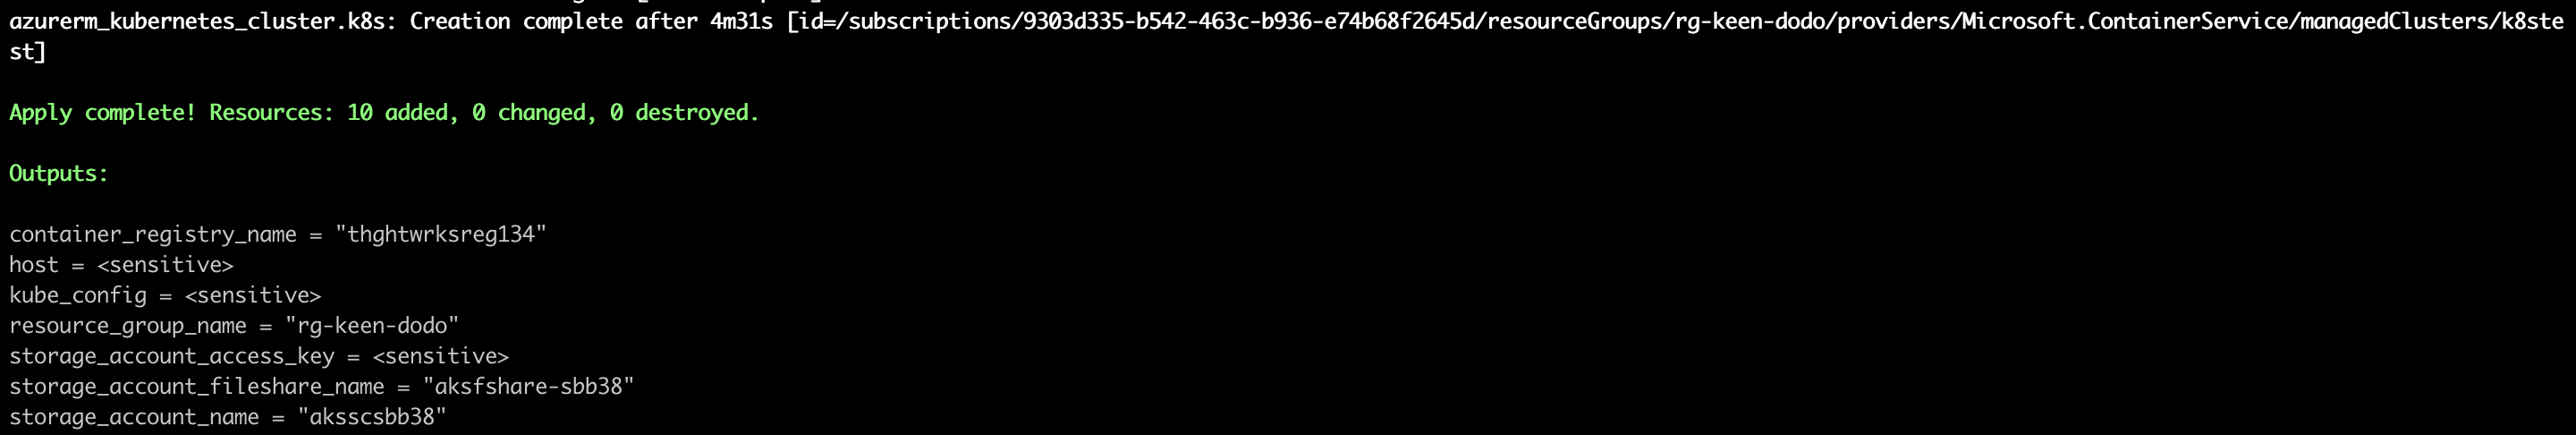 azurerm_kubernetes_cluster.k8s: Creation complete after 4m31s [id=/subscriptions/9303d335-b542-463c-b936-e74b68f2645d/resourceGroups/rg-keen-dodo/providers/Microsoft.ContainerService/managedClusters/k8ste
st]
Apply complete! Resources: 10 added, 0 changed, 0 destroyed.
Outputs:
container_registry_name = "thghtwrksreg134"
host = <sensitive>
kube_config = <sensitive>
resource_group_name = "rg-keen-dodo"
storage_account_access_key = <sensitive>
storage_account_fileshare_name = "aksfshare-sbb38"
storage_account_name = "aksscsbb38"